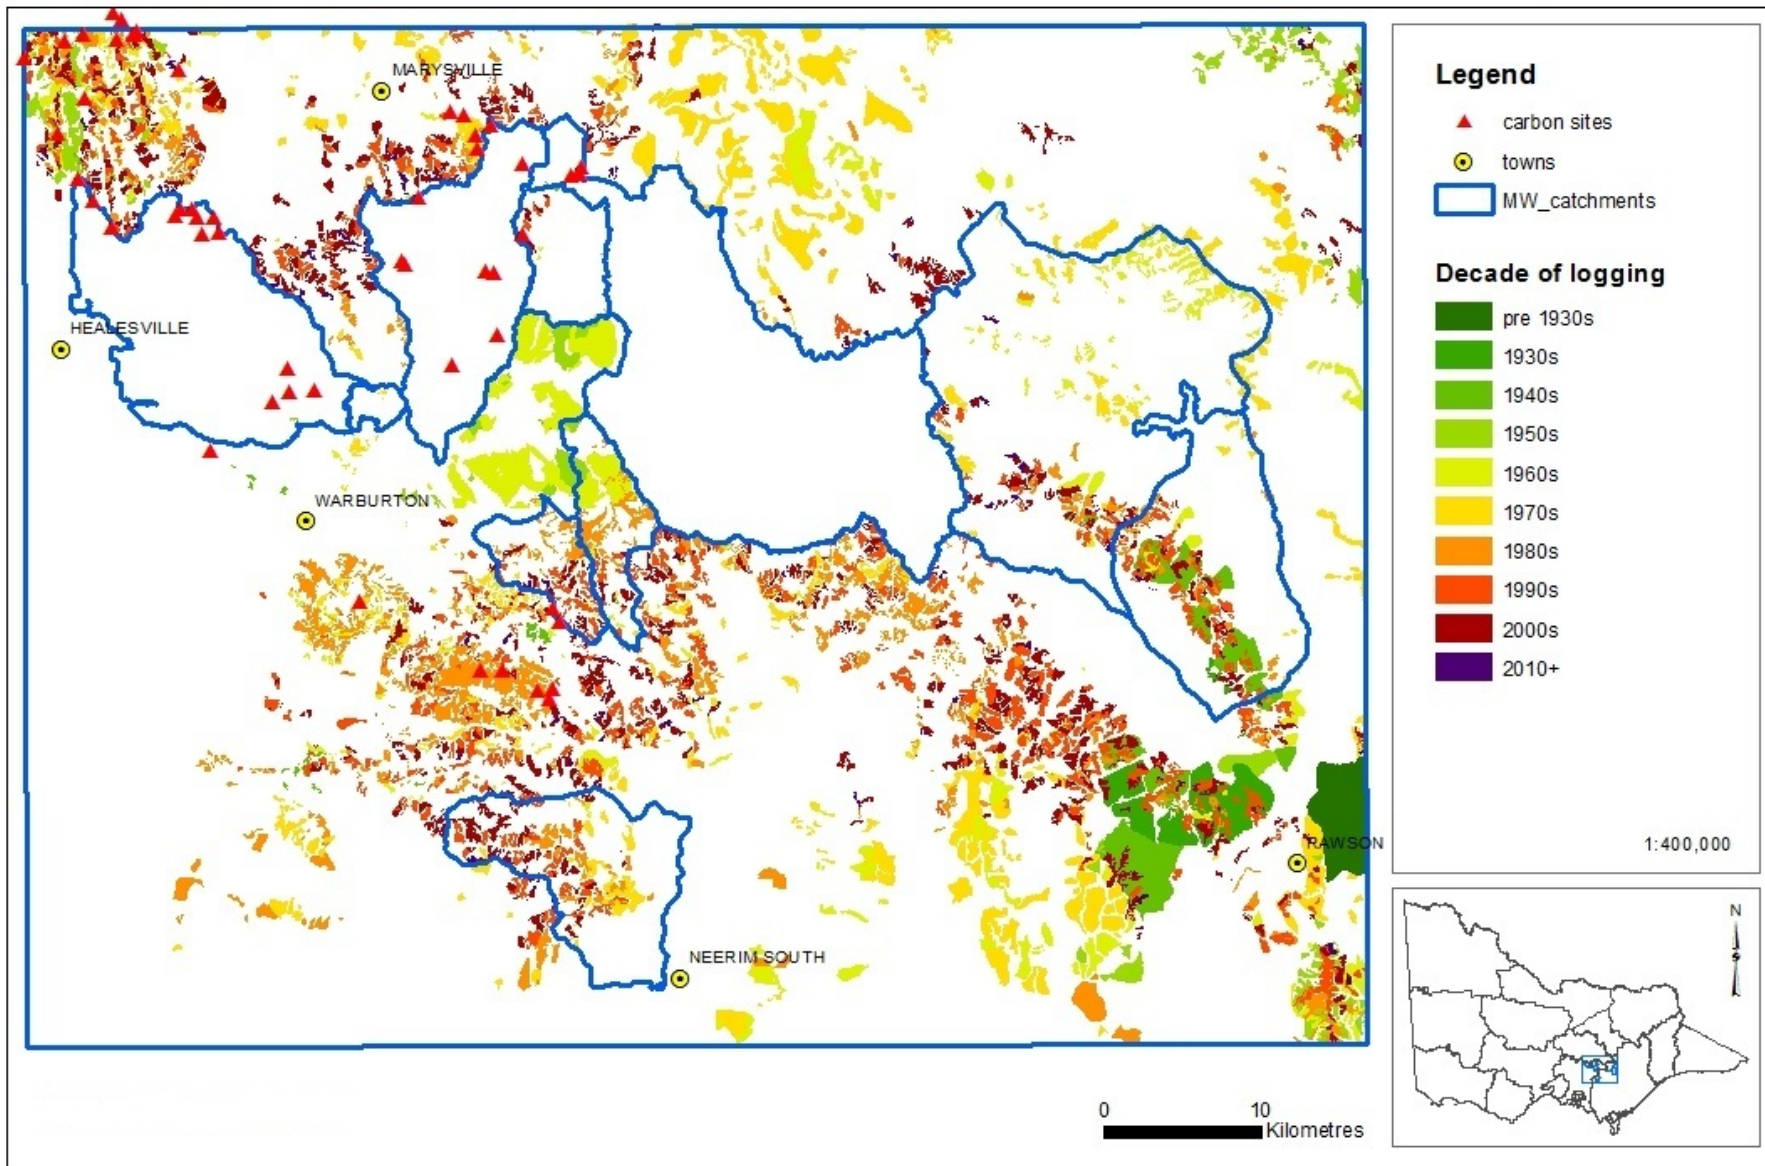 MARYSVILLE
HEALESVILLE
WARBURTON
RAWSON
NEERIM SOUTH
0 10
Kilometres
Legend
carbon sites
towns
MW_catchments
Decade of logging
pre 1930s
1930s
1940s
1950s
1960s
1970s
1980s
1990s
2000s
2010+
1:400,000
N